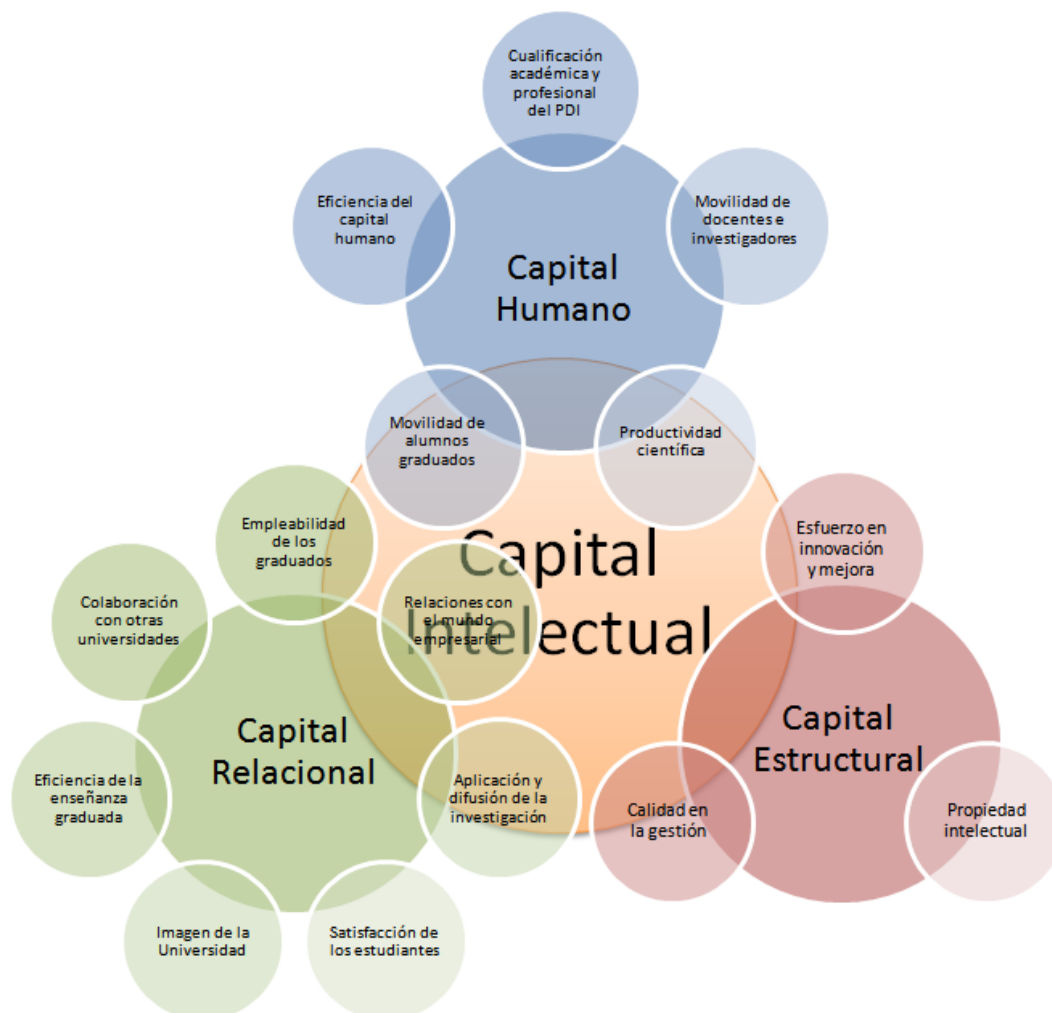 Cualificación
académica y
profesional
del PDI
Eficiencia del
capital
humano
Movilidad de
docentes e
investigadores
Capital
Humano
Movilidad de
alumnos
graduados
Productividad
científica
Capital
Intelectual
Empleabilidad
de los
graduados
Relaciones con
el mundo
empresarial
Colaboración
con otras
universidades
Capital
Relacional
Eficiencia de la
enseñanza
graduada
Aplicación y
difusión de la
investigación
Imagen de la
Universidad
Satisfacción de
los estudiantes
Esfuerzo en
innovación
y mejora
Capital
Estructural
Calidad en
la gestión
Propiedad
intelectual